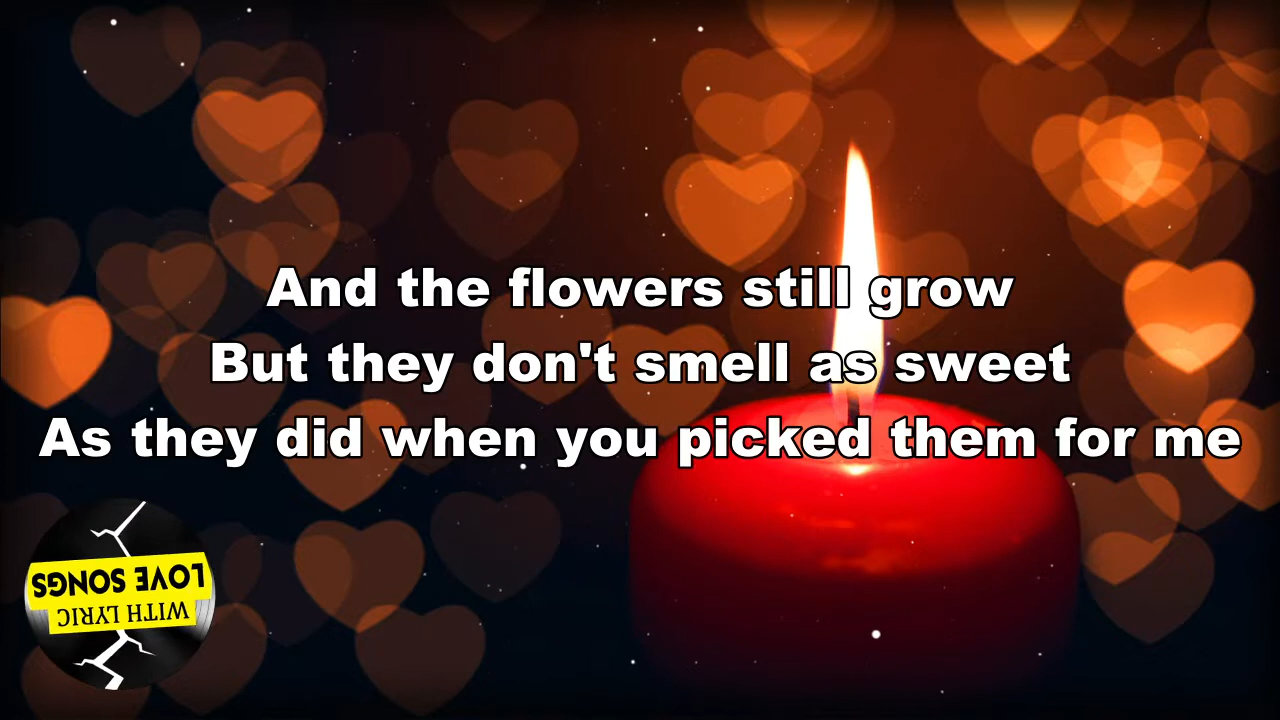 And the flowers still grow
But they don't smell as sweet
As they did when you picked them for me
LOVE SONGS
WITH LYRIC